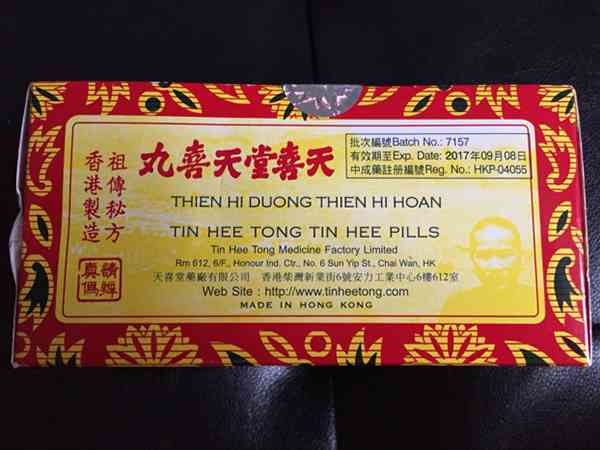 祖傳秘方
香港製造
請辨
真偽
天喜堂天喜丸
批次編號Batch No.: 7157
有效期至Exp. Date: 2017年09月08日
中成藥註册編號Reg. No.: HKP-04055
THIEN HI DUONG THIEN HI HOAN
TIN HEE TONG TIN HEE PILLS
Tin Hee Tong Medicine Factory Limited
Rm 612, 6/F., Honour Ind. Ctr., No. 6 Sun Yip St., Chai Wan, HK
天喜堂藥廠有限公司 香港柴灣新業街6號安力工業中心6樓612室
Web Site : http://www.tinheetong.com
MADE IN HONG KONG